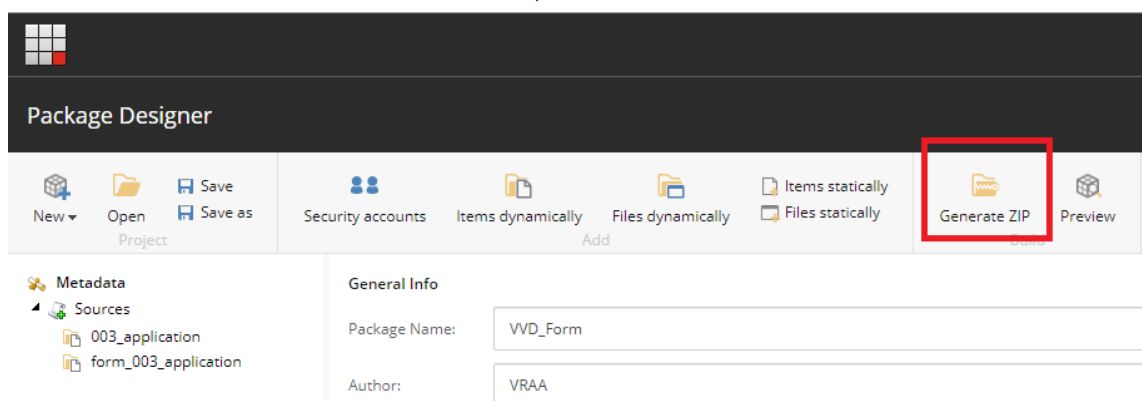 Package Designer
New
Open
Save
Save as
Project
Security accounts
Items dynamically
Files dynamically
Items statically
Files statically
Add
Generate ZIP
Preview
Build
Metadata
Sources
003_application
form_003_application
General Info
Package Name: VVD_Form
Author: VRAA